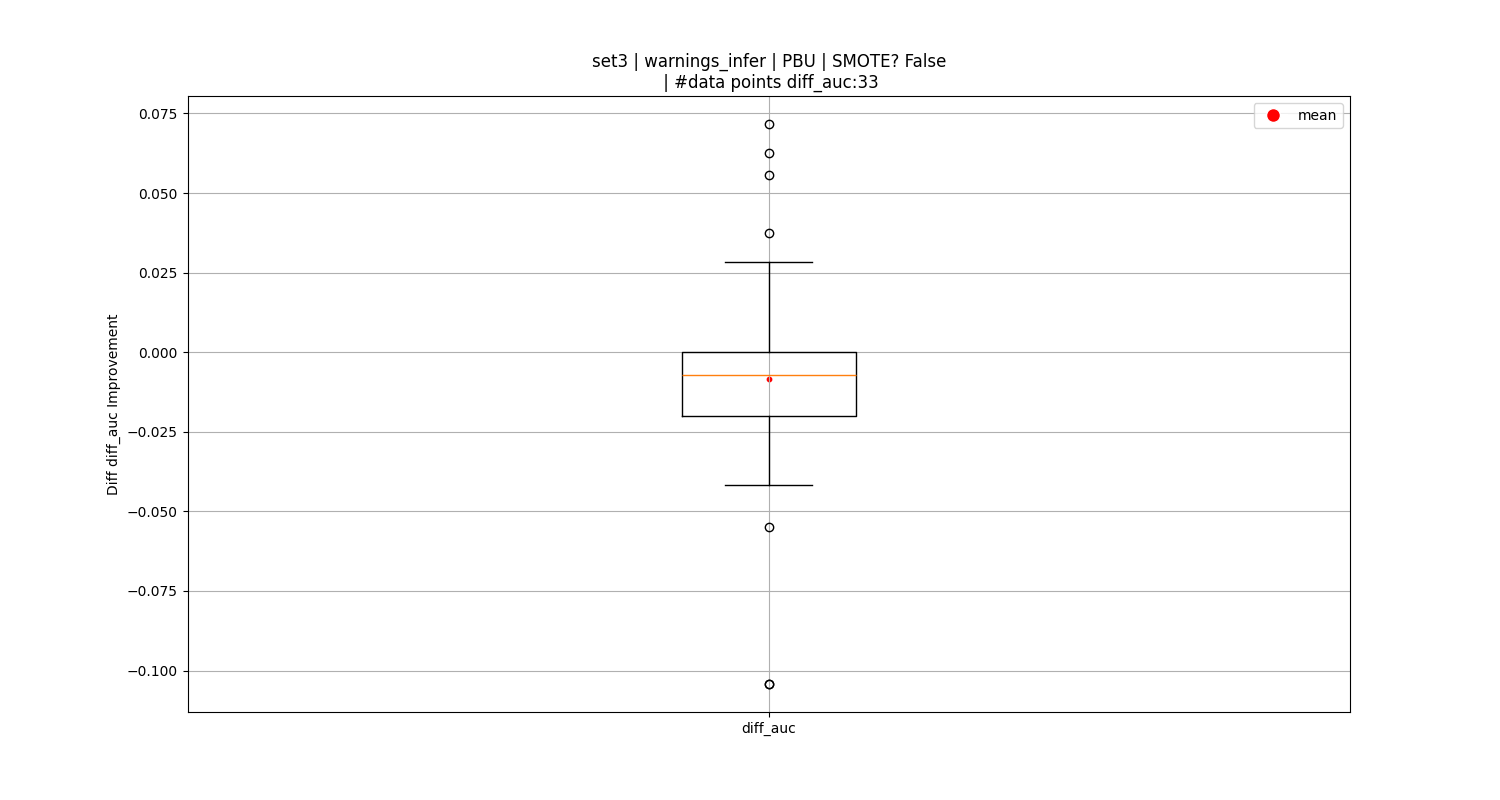 set3 | warnings_infer | PBU | SMOTE? False
| #data points diff_auc:33
mean
0.075
0.050
0.025
0.000
−0.025
−0.050
−0.075
−0.100
Diff diff_auc Improvement
diff_auc